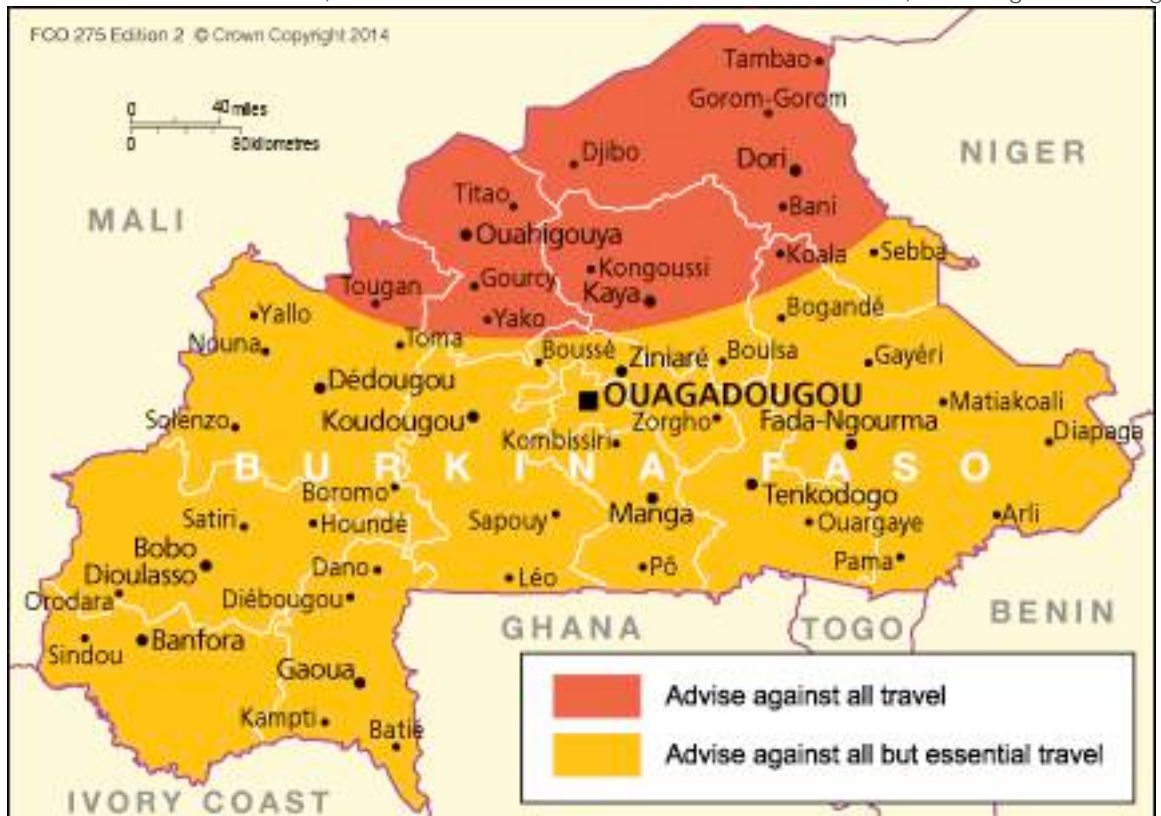 FCO 275 Edition 2 © Crown Copyright 2014
0 40 miles
0 80 kilometres
Tambao
Gorom-Gorom
Djibo
Dori
NIGER
Titao
Bani
MALI
Ouahigouya
Koala
Sebba
Kongoussi
Gourcy
Tougan
Kaya
Bogandé
Yallo
Yako
Nouna
Toma
Boussé
Ziniaré
Boulsa
Gayéri
Dédougou
OUAGADOUGOU
Matiakoali
Solenzo
Koudougou
Zorgho
Fada-Ngourma
Diapaga
Kombissiri
BURKINA FASO
Boromo
Tenkodogo
Satiri
Houndé
Sapouy
Manga
Ouargaye
Arli
Bobo
Dioulasso
Dano
Léo
Pô
Pama
Orodara
Diébougou
GHANA
TOGO
BENIN
Sindou
Banfora
Gaoua
Advise against all travel
Kampti
Batié
Advise against all but essential travel
IVORY COAST